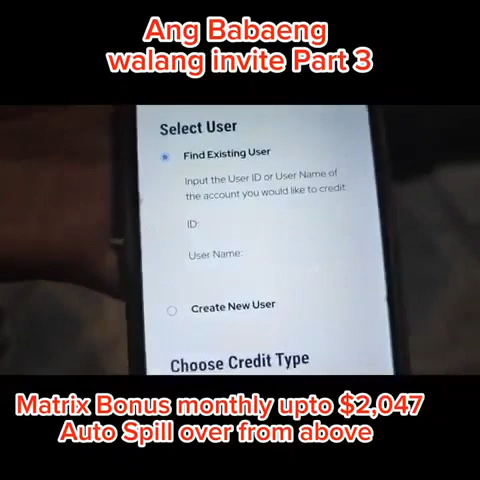 Ang Babaeng
walang invite Part 3
Select User
Find Existing User
Input the User ID or User Name of
the account you would like to credit
ID:
User Name:
Create New User
Choose Credit Type
Matrix Bonus monthly upto $2,047
Auto Spill over from above